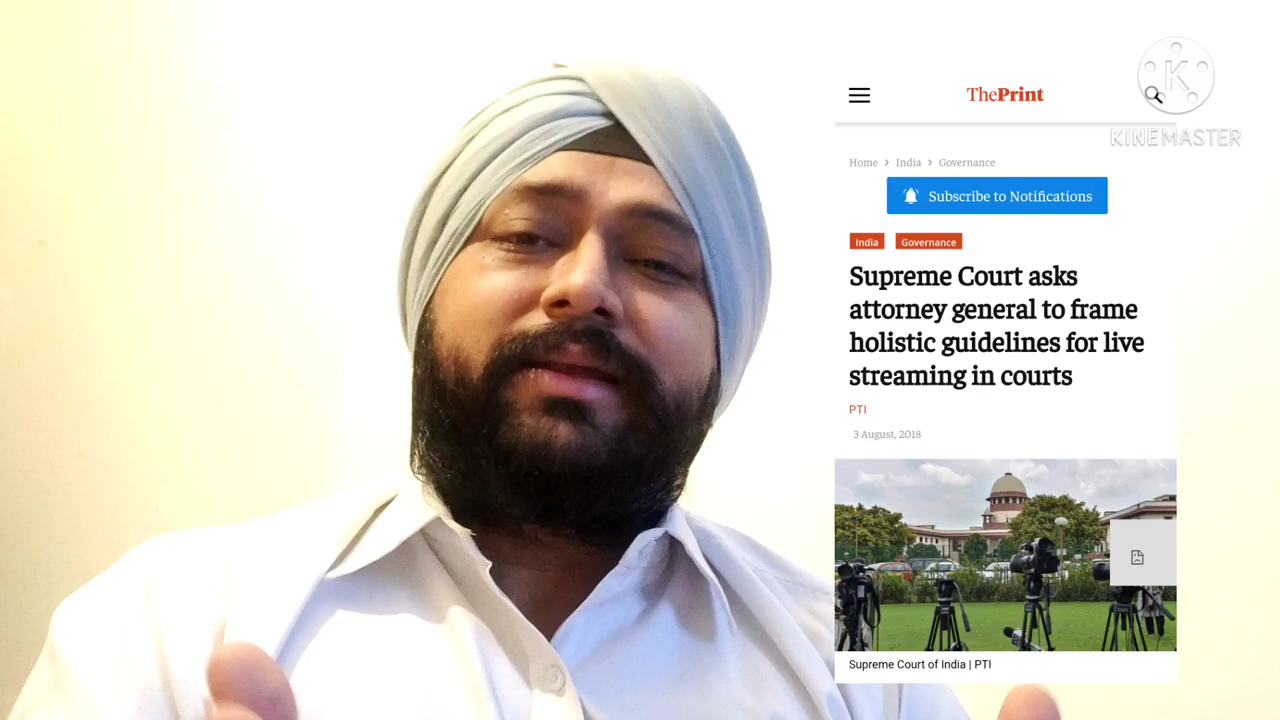 ThePrint
KINEMASTER
Home > India > Governance
Subscribe to Notifications
India Governance
Supreme Court asks
attorney general to frame
holistic guidelines for live
streaming in courts
PTI
3 August, 2018
Supreme Court of India | PTI